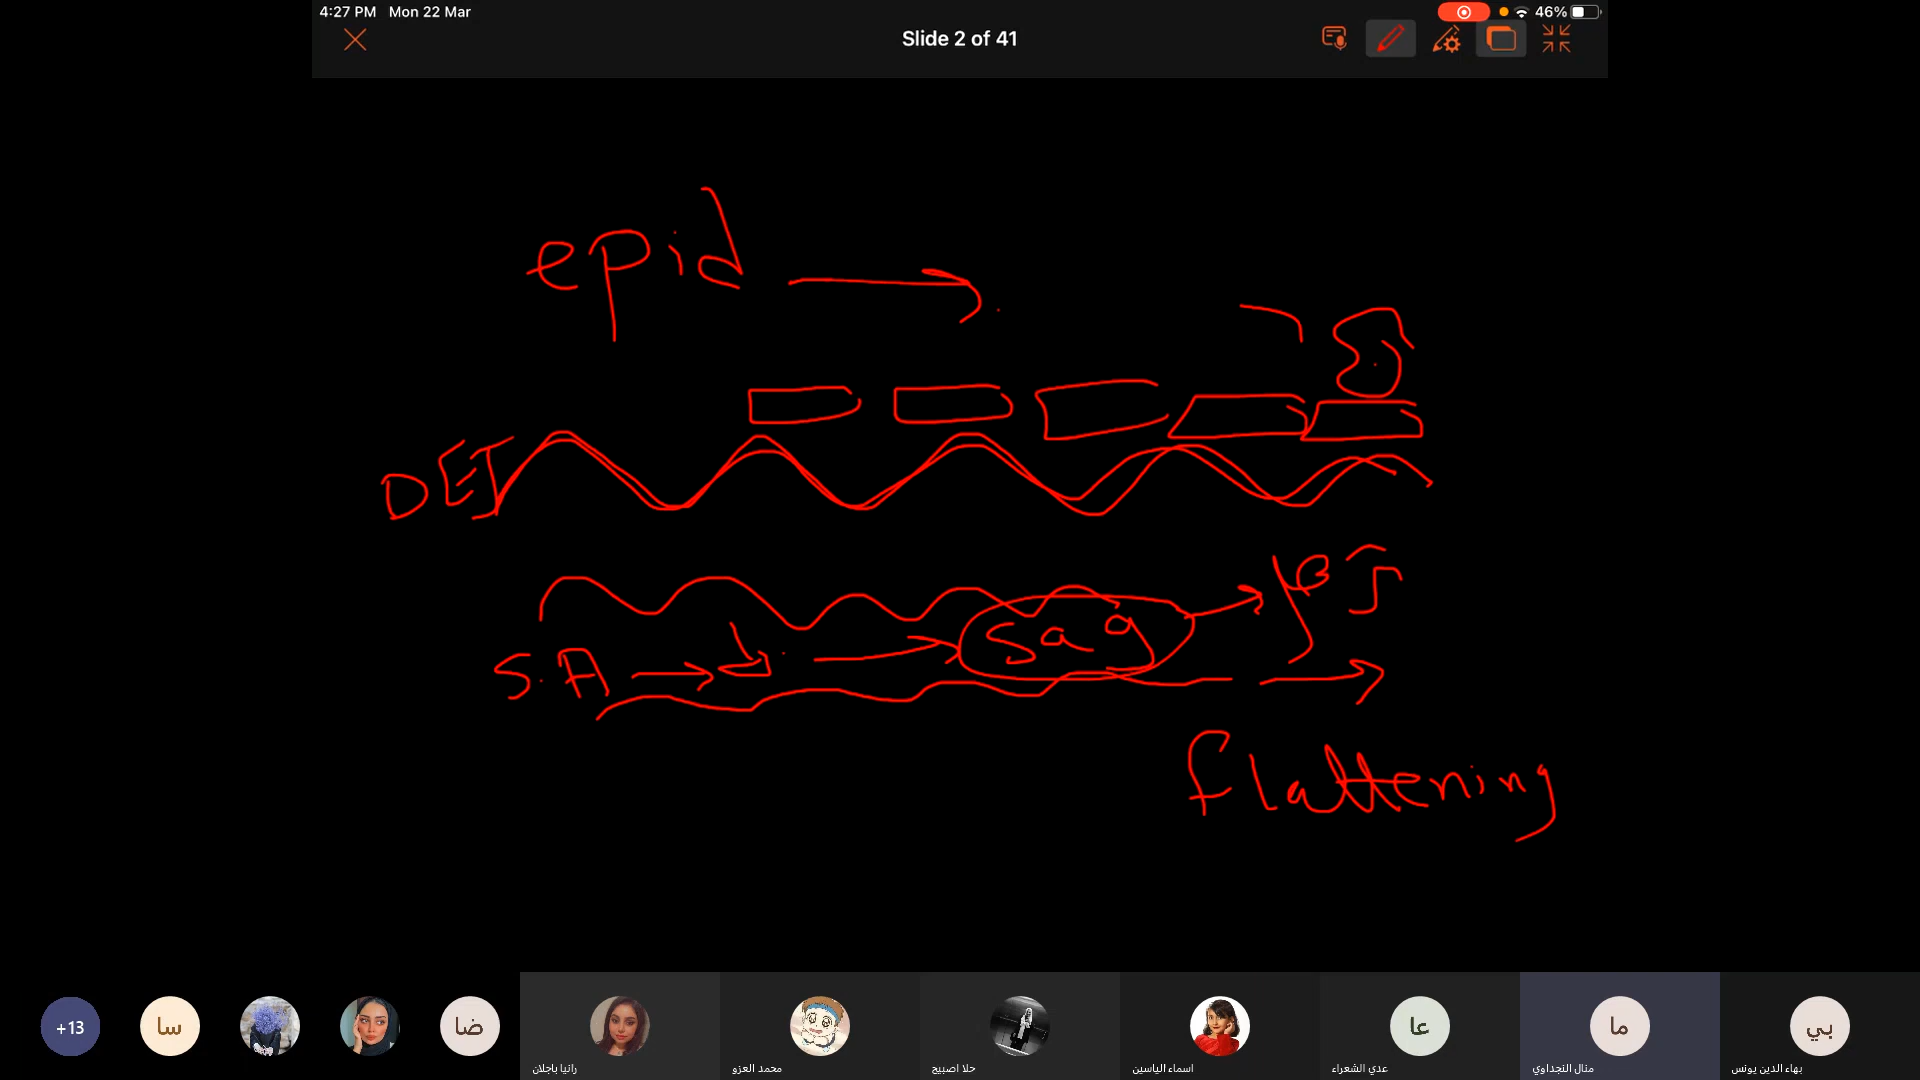 4:27 PM Mon 22 Mar
46%
Slide 2 of 41
epid
DEJ
S.A
sag
flattening
+13
سا
ضا
عا
ما
بي
رانيا باجلان
محمد العزو
حلا اصبيح
اسماء الياسين
عدي الشعراء
منال النجداوي
بهاء الدين يونس